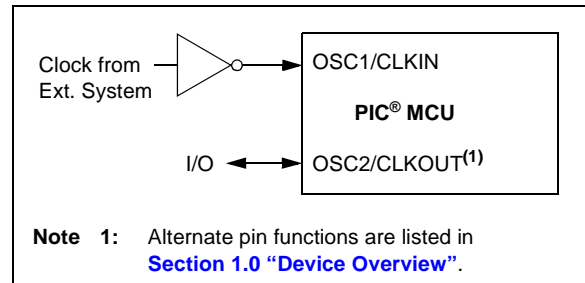 Clock from
Ext. System
OSC1/CLKIN
PIC® MCU
I/O
OSC2/CLKOUT(1)
Note 1: Alternate pin functions are listed in
Section 1.0 “Device Overview”.